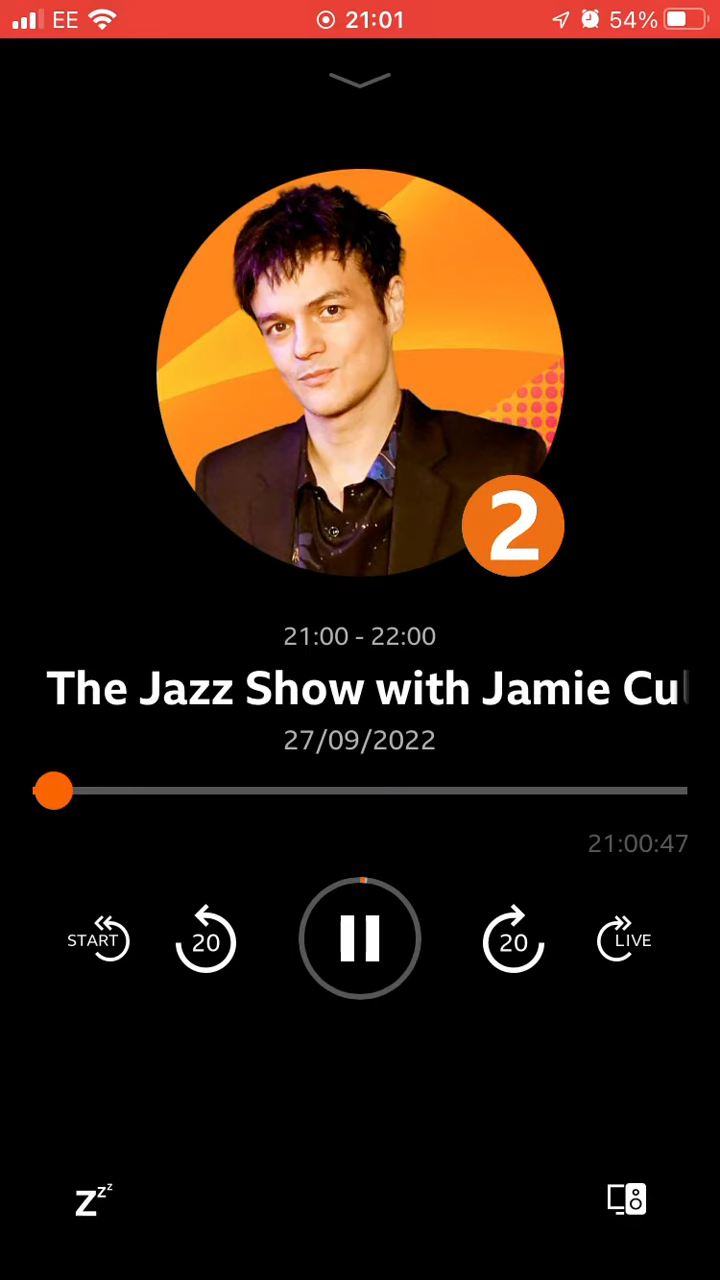 EE 21:01 54%
2
21:00 - 22:00
The Jazz Show with Jamie
27/09/2022
21:00:47
START 20 20 LIVE
Zzz